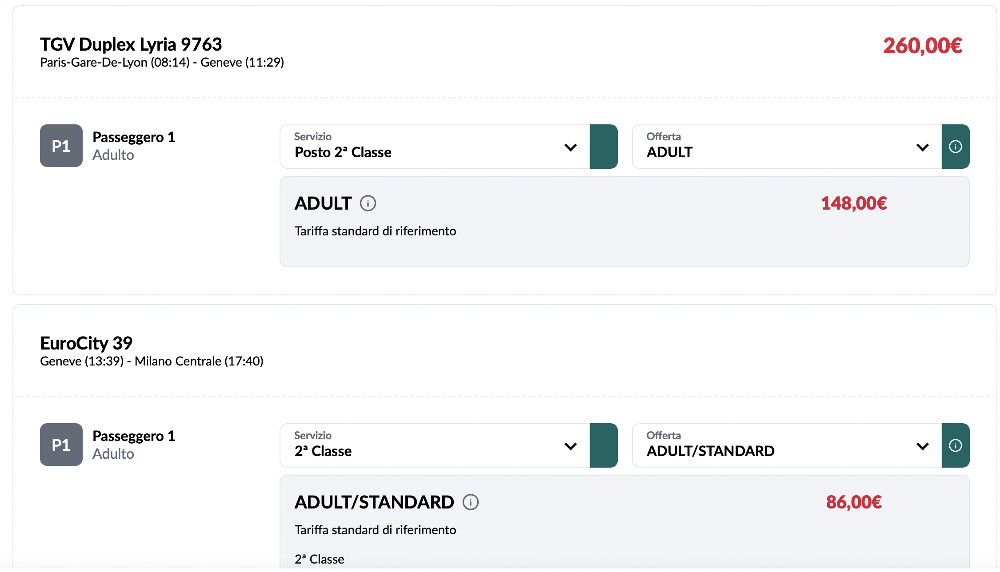 TGV Duplex Lyria 9763
260,00€
Paris-Gare-De-Lyon (08:14) - Geneve (11:29)
P1
Passeggero 1
Adulto
Servizio
Posto 2ª Classe
Offerta
ADULT
ADULT
148,00€
Tariffa standard di riferimento
EuroCity 39
Geneve (13:39) - Milano Centrale (17:40)
P1
Passeggero 1
Adulto
Servizio
2ª Classe
Offerta
ADULT/STANDARD
ADULT/STANDARD
86,00€
Tariffa standard di riferimento
2ª Classe